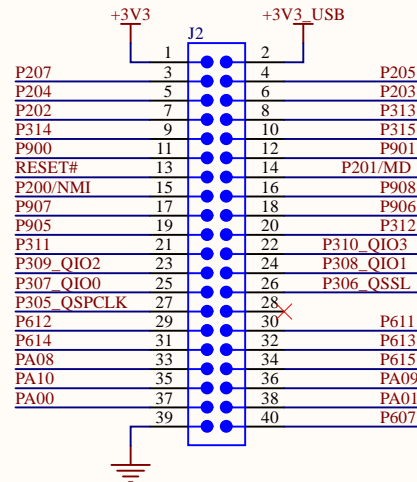 +3V3 +3V3_USB
J2
1 2
P207 3 4 P205
P204 5 6 P203
P202 7 8 P313
P314 9 10 P315
P900 11 12 P901
RESET# 13 14 P201/MD
P200/NMI 15 16 P908
P907 17 18 P906
P905 19 20 P312
P311 21 22 P310_QIO3
P309_QIO2 23 24 P308_QIO1
P307_QIO0 25 26 P306_QSSL
P305_QSPCLK 27 28
P612 29 30 P611
P614 31 32 P613
PA08 33 34 P615
PA10 35 36 PA09
PA00 37 38 PA01
39 40 P607